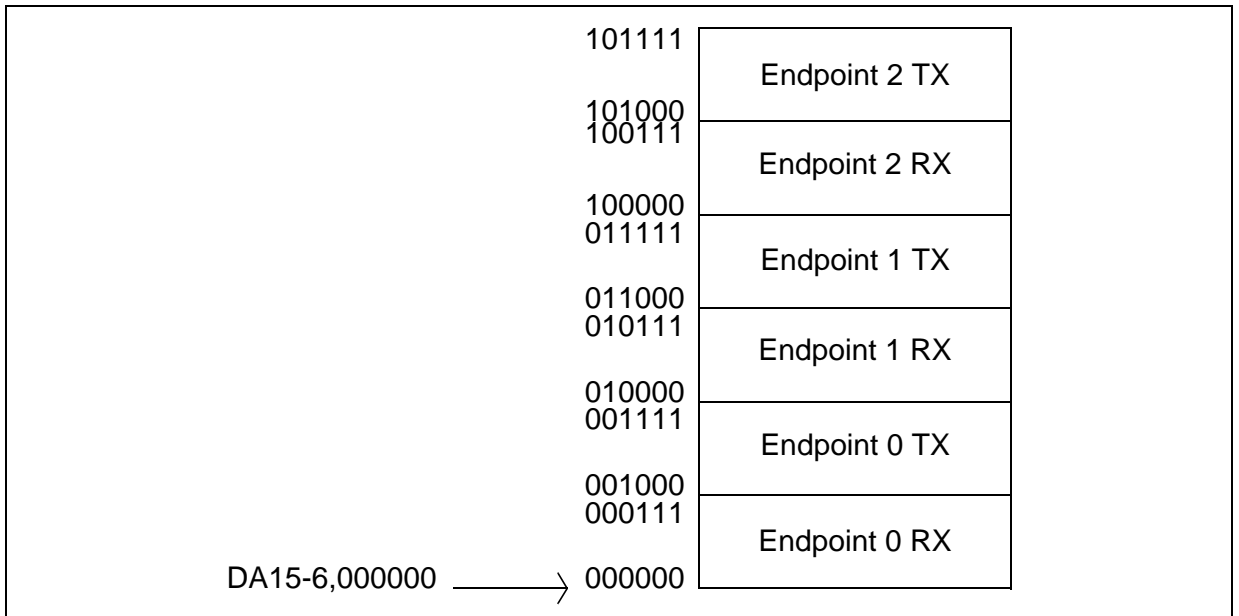 101111
Endpoint 2 TX
101000
100111
Endpoint 2 RX
100000
011111
Endpoint 1 TX
011000
010111
Endpoint 1 RX
010000
001111
Endpoint 0 TX
001000
000111
Endpoint 0 RX
DA15-6,000000 000000